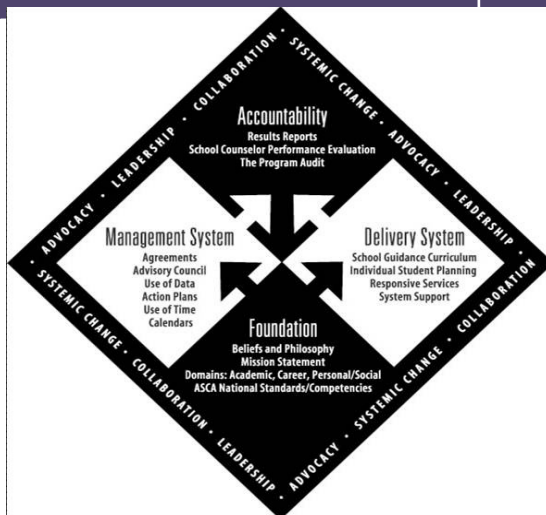 ADVOCACY • LEADERSHIP • COLLABORATION •
SYSTEMIC CHANGE • ADVOCACY • LEADERSHIP •
Accountability
Results Reports
School Counselor Performance Evaluation
The Program Audit
Management System
Agreements
Advisory Council
Use of Data
Action Plans
Use of Time
Calendars
Delivery System
School Guidance Curriculum
Individual Student Planning
Responsive Services
System Support
Foundation
Beliefs and Philosophy
Mission Statement
Domains: Academic, Career, Personal/Social
ASCA National Standards/Competencies
• SYSTEMIC CHANGE • COLLABORATION • LEADERSHIP •
ADVOCACY • SYSTEMIC CHANGE • COLLABORATION